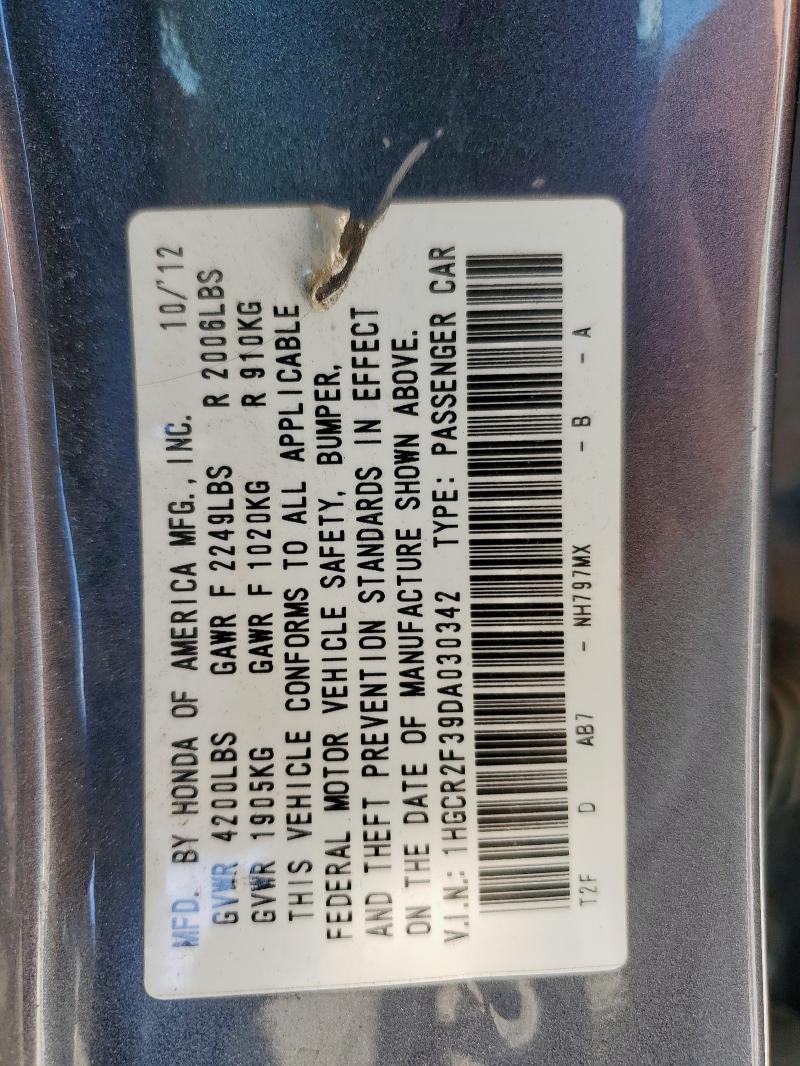 MFD. BY HONDA OF AMERICA MFG., INC. 10/'12
GVWR 4200LBS GAWR F 2249LBS R 2006LBS
GVWR 1905KG GAWR F 1020KG R 910KG
THIS VEHICLE CONFORMS TO ALL APPLICABLE
FEDERAL MOTOR VEHICLE SAFETY, BUMPER,
AND THEFT PREVENTION STANDARDS IN EFFECT
ON THE DATE OF MANUFACTURE SHOWN ABOVE.
V.I.N.: 1HGCR2F39DA030342 TYPE: PASSENGER CAR
T2F D AB7 - NH797MX - B - A